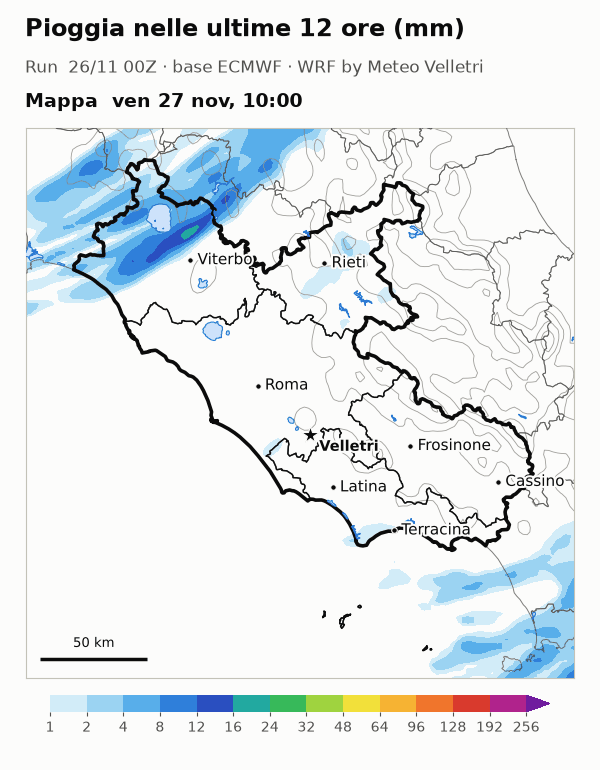 Pioggia nelle ultime 12 ore (mm)
Run  26/11 00Z · base ECMWF · WRF by Meteo Velletri
Mappa  ven 27 nov, 10:00
Viterbo
Rieti
Roma
Velletri
Frosinone
Latina
Cassino
Terracina
50 km
1 2 4 8 12 16 24 32 48 64 96 128 192 256